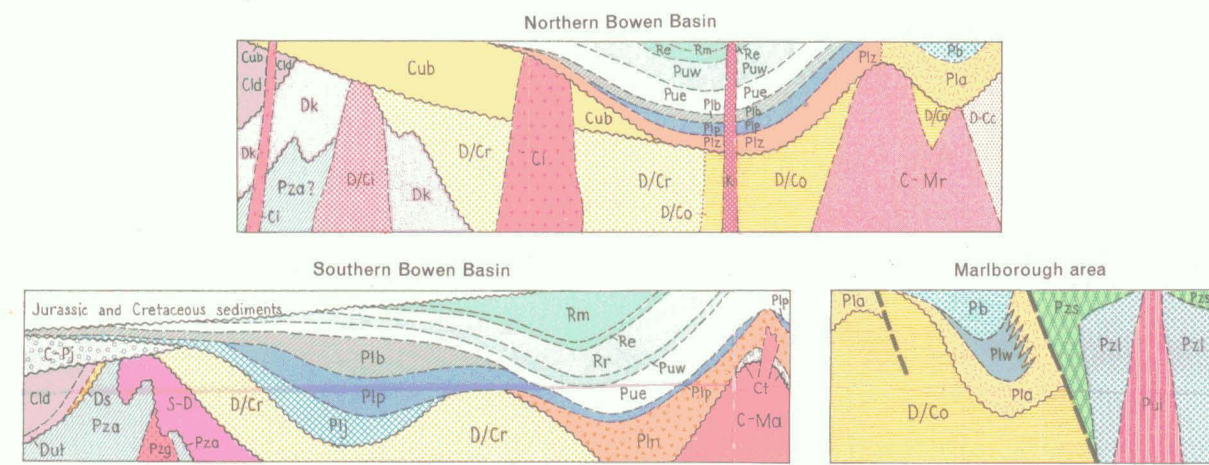 Northern Bowen Basin
Cub Cld Cub Re Rm Re Plz Pb
Cld Puw Puw Pla
Dk Pue Pue
Plb Plb
Cub Plp Plp D/Co D-Cc
Plz Plz
Dk D/Cr Ci
Pza? D/Ci Dk D/Cr K D/Co C-Mr
Ci D/Co
Southern Bowen Basin
Jurassic and Cretaceous sediments Rm Plp
C-Pj Plb Re
Rr Puw
Cld Ds S-D D/Cr Plp Pue Plp Ct
Pza Plj D/Cr Pln C-Ma
Dut Pzg Pza
Marlborough area
Pla Pb Pzs Pzs
Plw Pzl Pzl
Pla
D/Co Pul